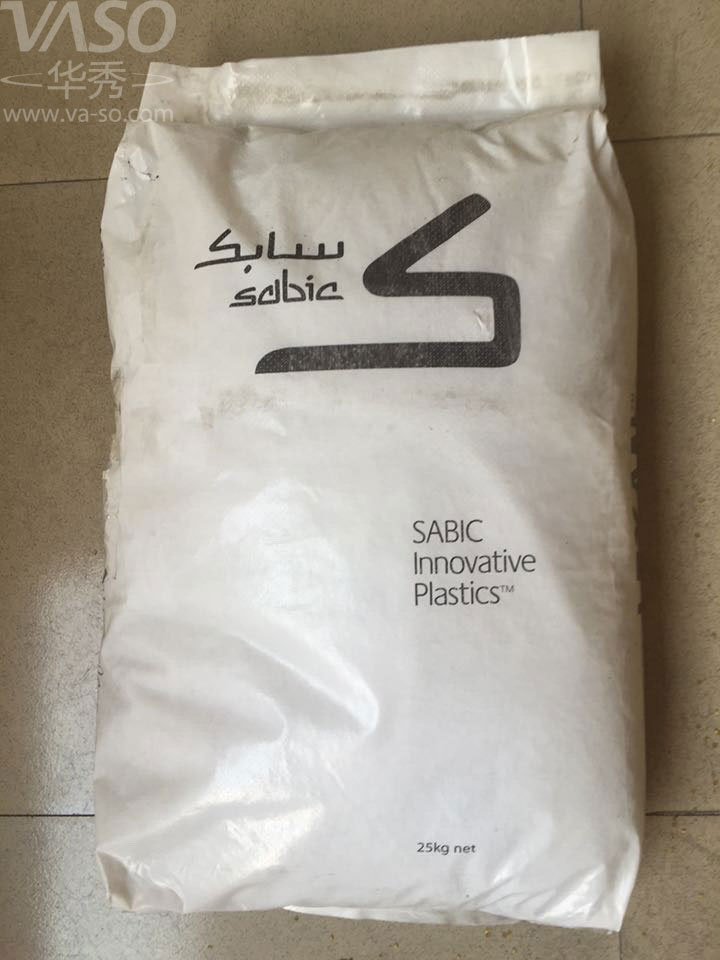 VASO
华秀
www.va-so.com
سابك
sabic
SABIC
Innovative
Plastics™
25kg net